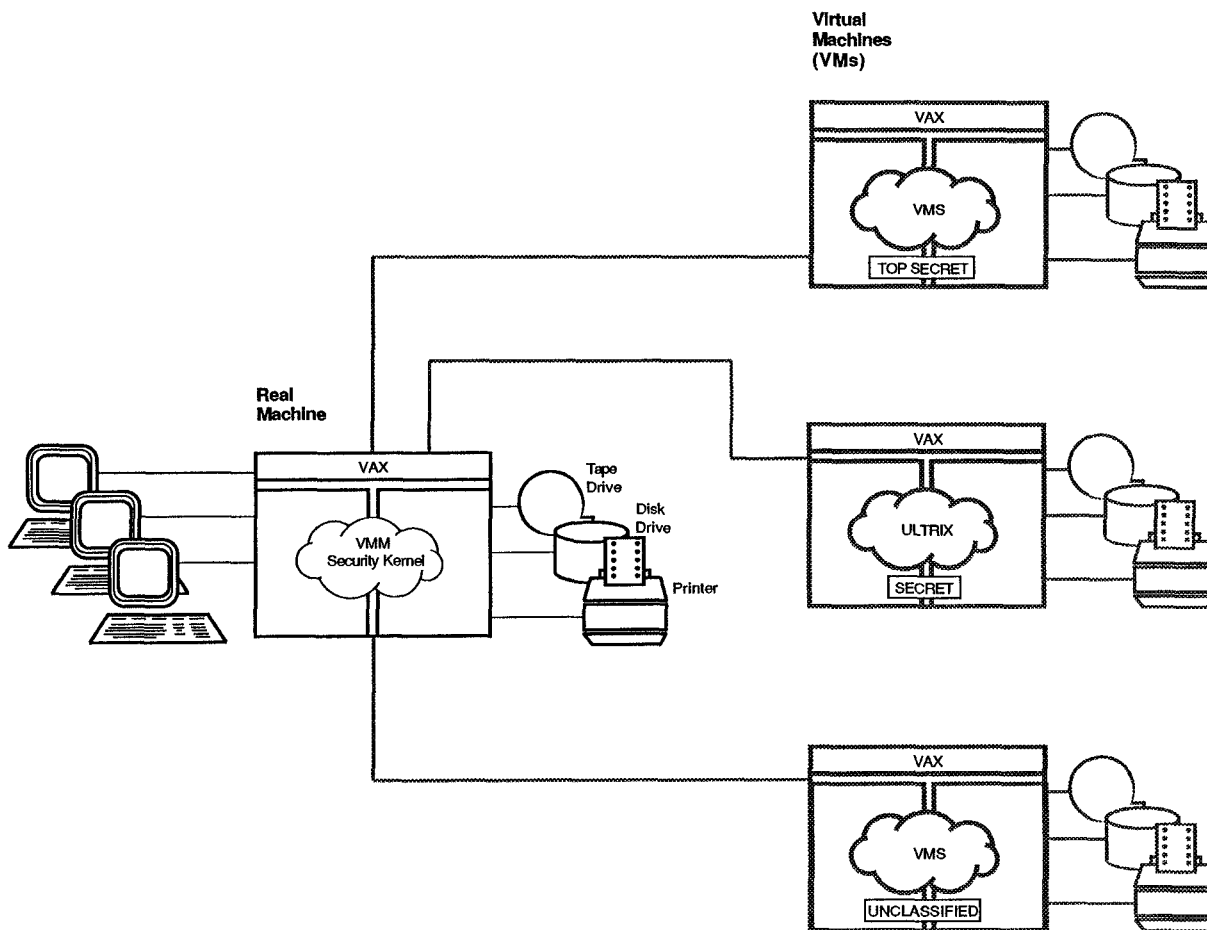 Virtual
Machines
(VMs)
VAX
VMS
TOP SECRET
Real
Machine
VAX
VMM
Security Kernel
Tape
Drive
Disk
Drive
Printer
VAX
ULTRIX
SECRET
VAX
VMS
UNCLASSIFIED